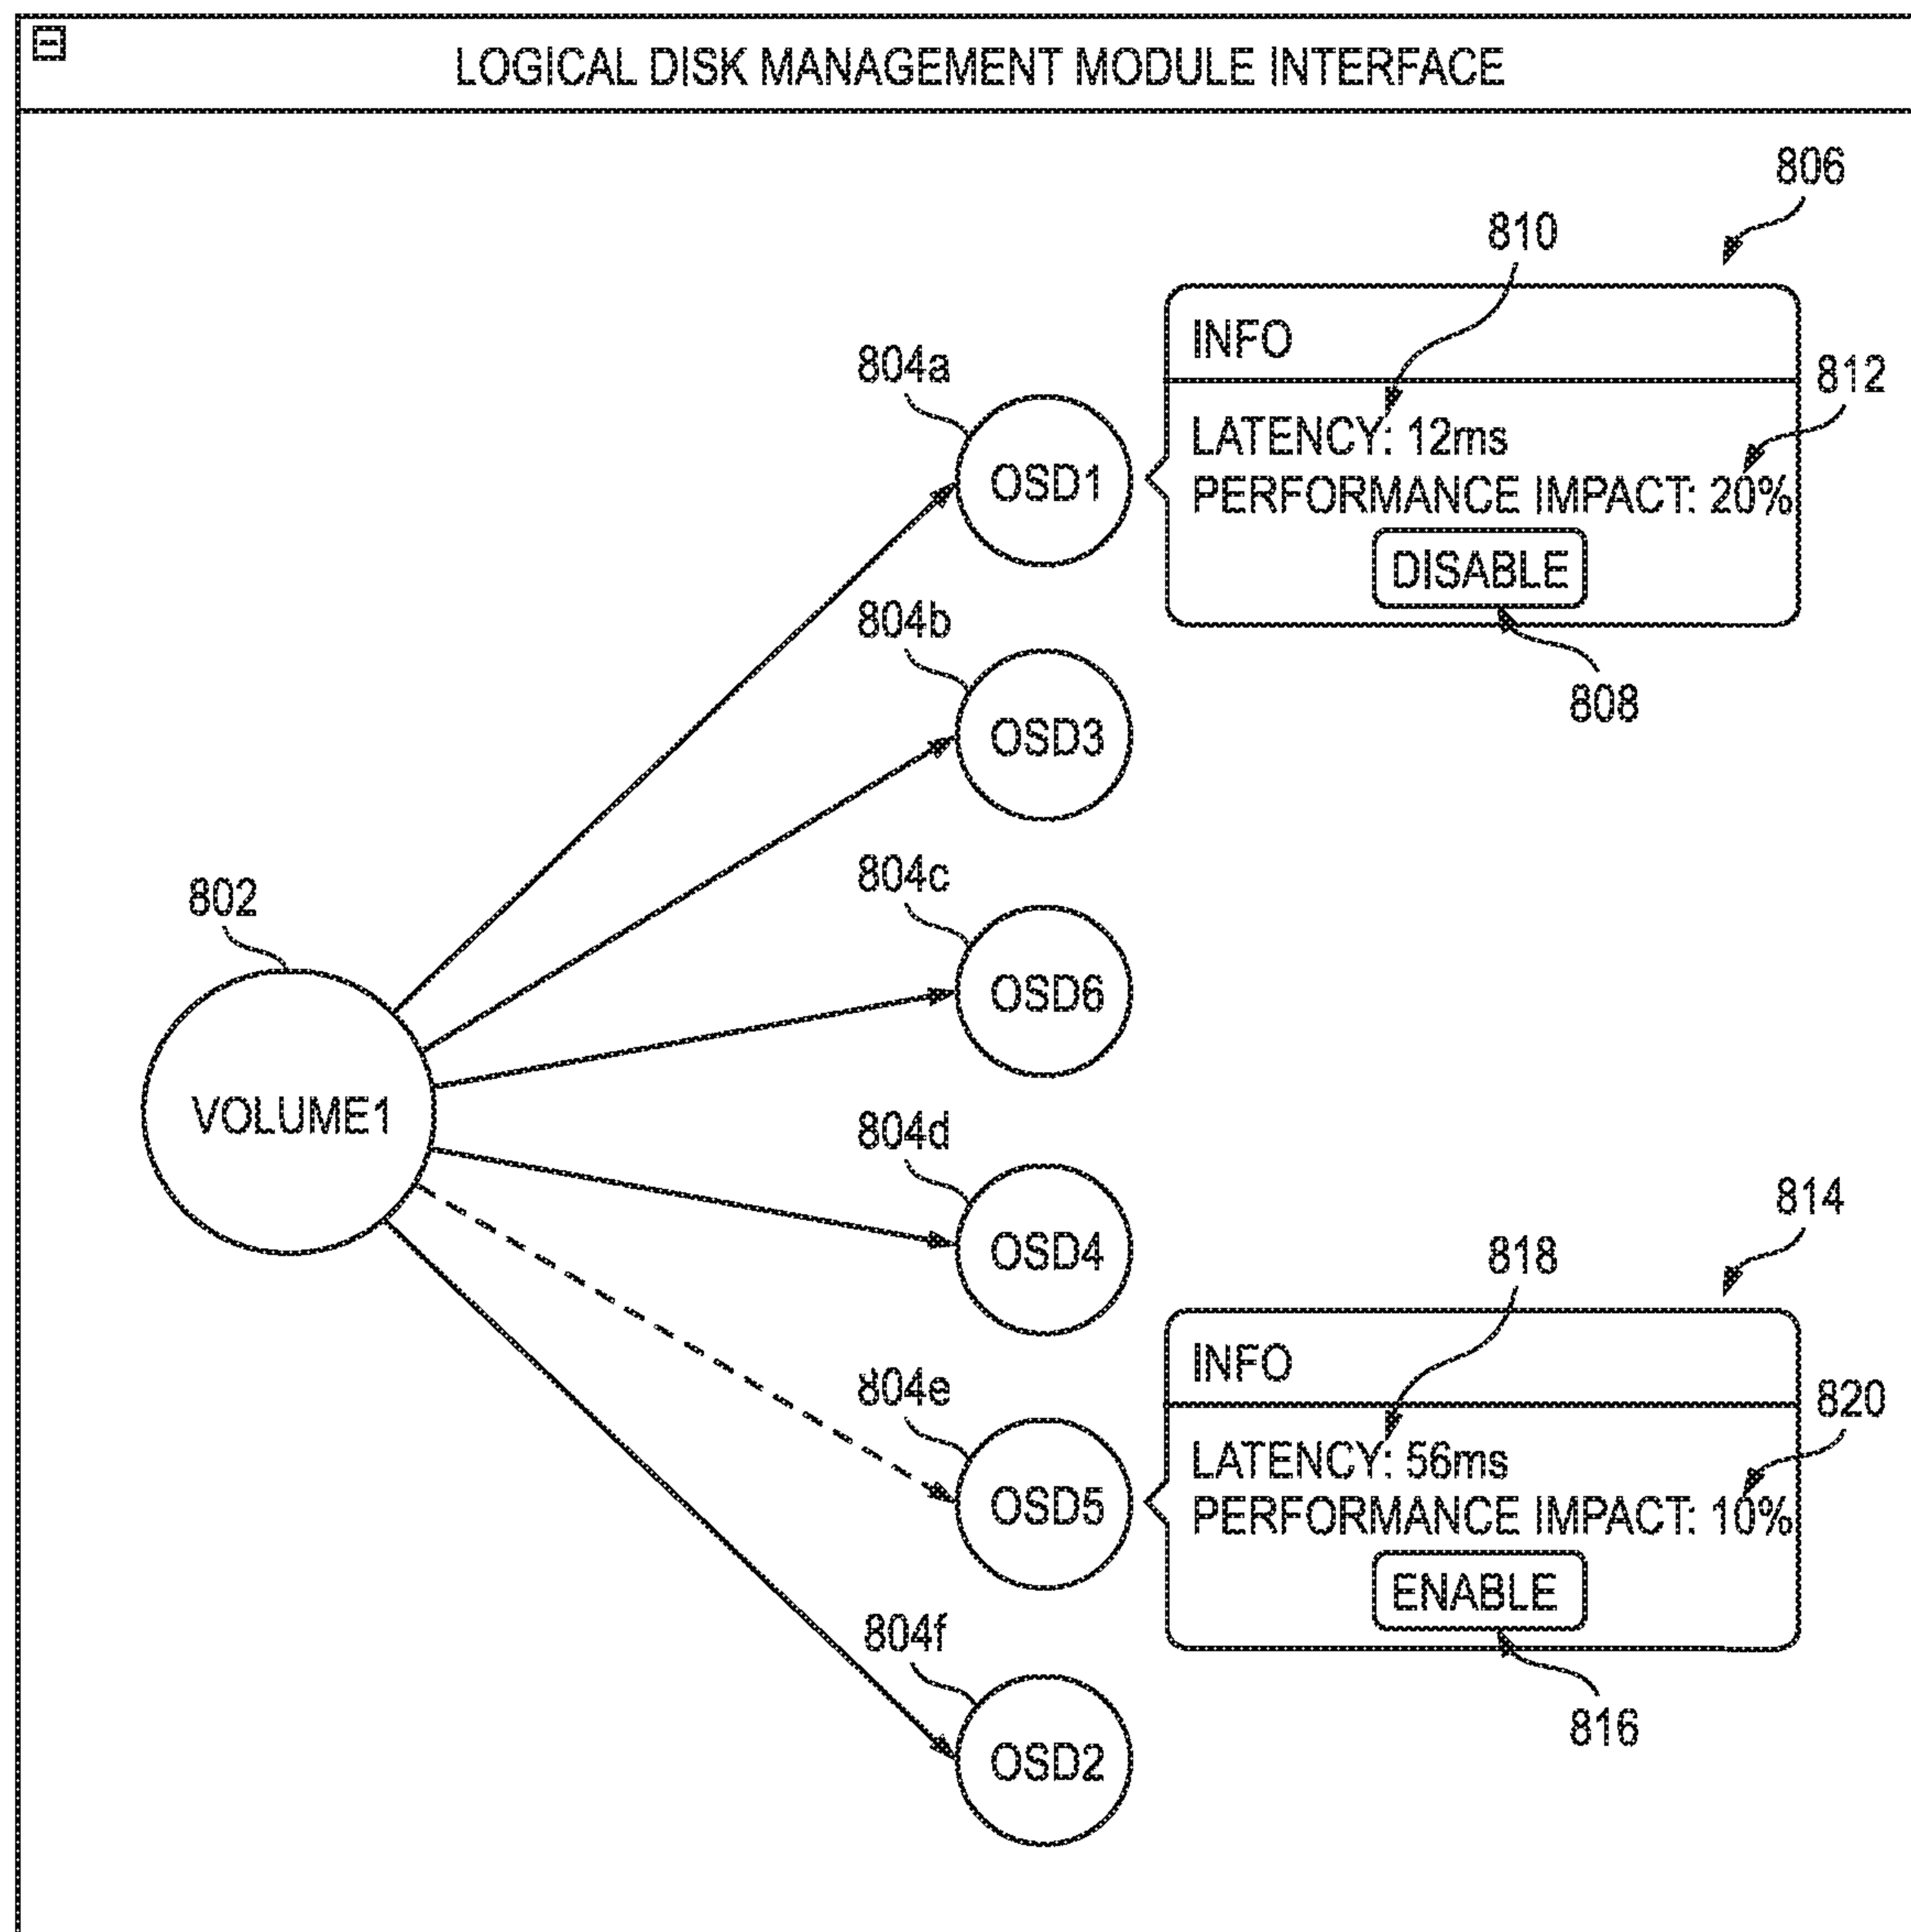 LOGICAL DISK MANAGEMENT MODULE INTERFACE
806
810
INFO
804a
812
OSD1
LATENCY: 12ms
PERFORMANCE IMPACT: 20%
DISABLE
804b
808
OSD3
804c
802
OSD6
VOLUME1
804d
814
818
OSD4
INFO
804e
820
LATENCY: 56ms
OSD5
PERFORMANCE IMPACT: 10%
ENABLE
804f
816
OSD2